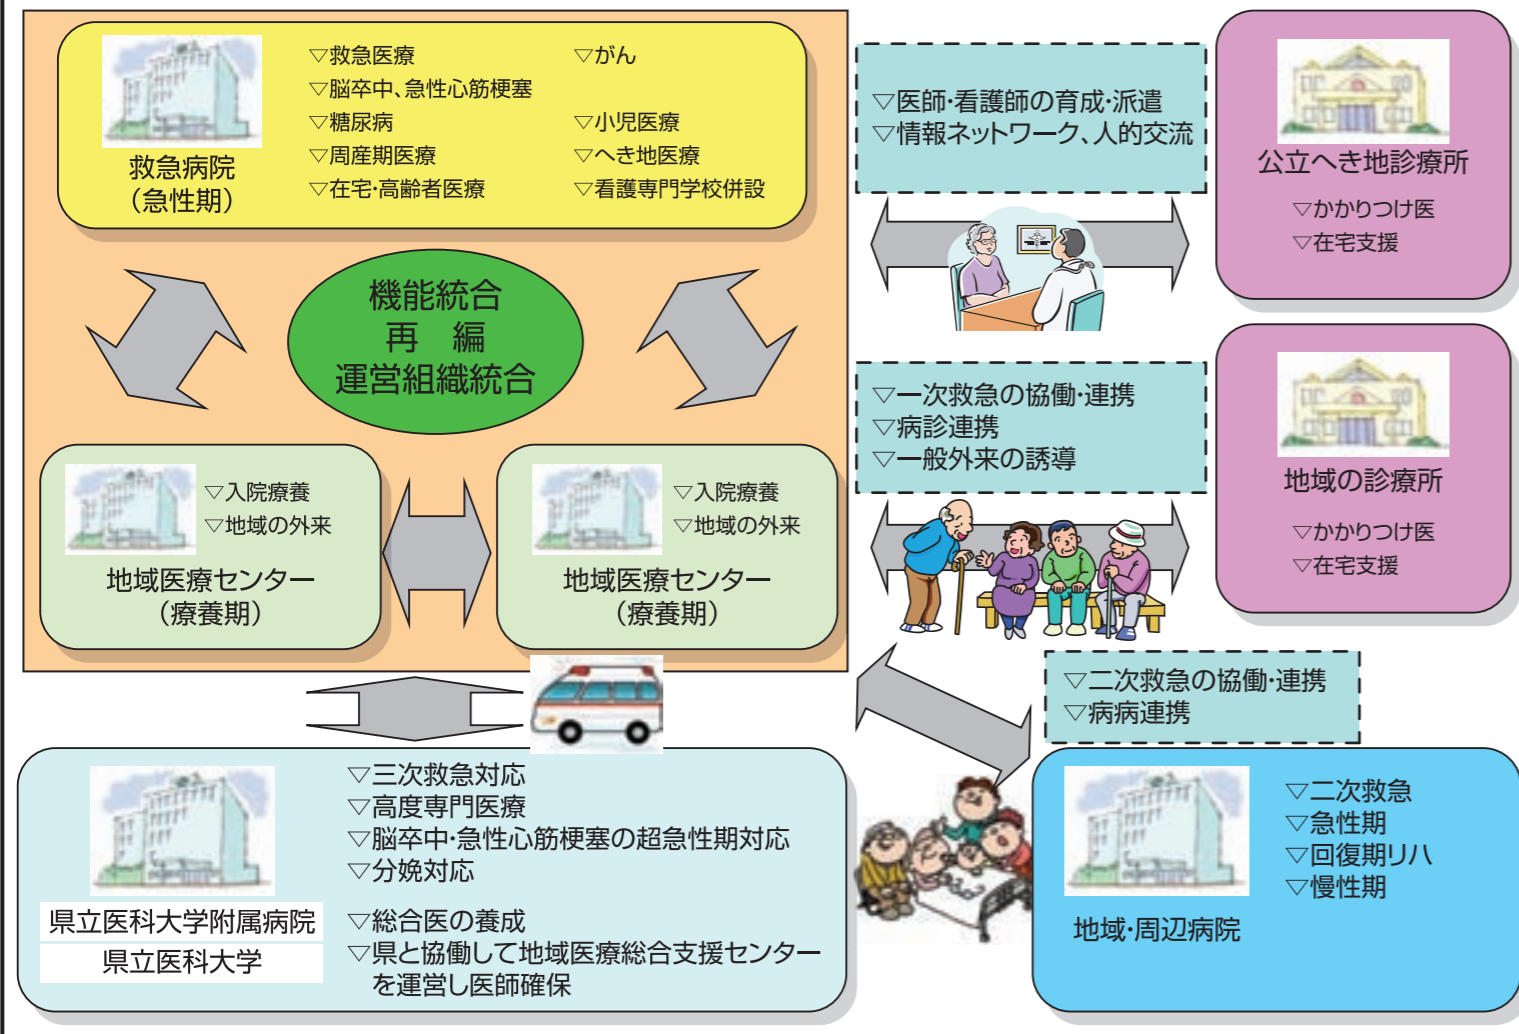 救急病院
（急性期）
▽救急医療
▽がん
▽脳卒中、急性心筋梗塞
▽糖尿病
▽小児医療
▽周産期医療
▽へき地医療
▽在宅・高齢者医療
▽看護専門学校併設
機能統合
再　編
運営組織統合
▽入院療養
▽地域の外来
地域医療センター
（療養期）
▽入院療養
▽地域の外来
地域医療センター
（療養期）
▽医師・看護師の育成・派遣
▽情報ネットワーク、人的交流
公立へき地診療所
▽かかりつけ医
▽在宅支援
▽一次救急の協働・連携
▽病診連携
▽一般外来の誘導
地域の診療所
▽かかりつけ医
▽在宅支援
▽二次救急の協働・連携
▽病病連携
県立医科大学附属病院
県立医科大学
▽三次救急対応
▽高度専門医療
▽脳卒中・急性心筋梗塞の超急性期対応
▽分娩対応
▽総合医の養成
▽県と協働して地域医療総合支援センター
を運営し医師確保
▽二次救急
▽急性期
▽回復期リハ
▽慢性期
地域・周辺病院